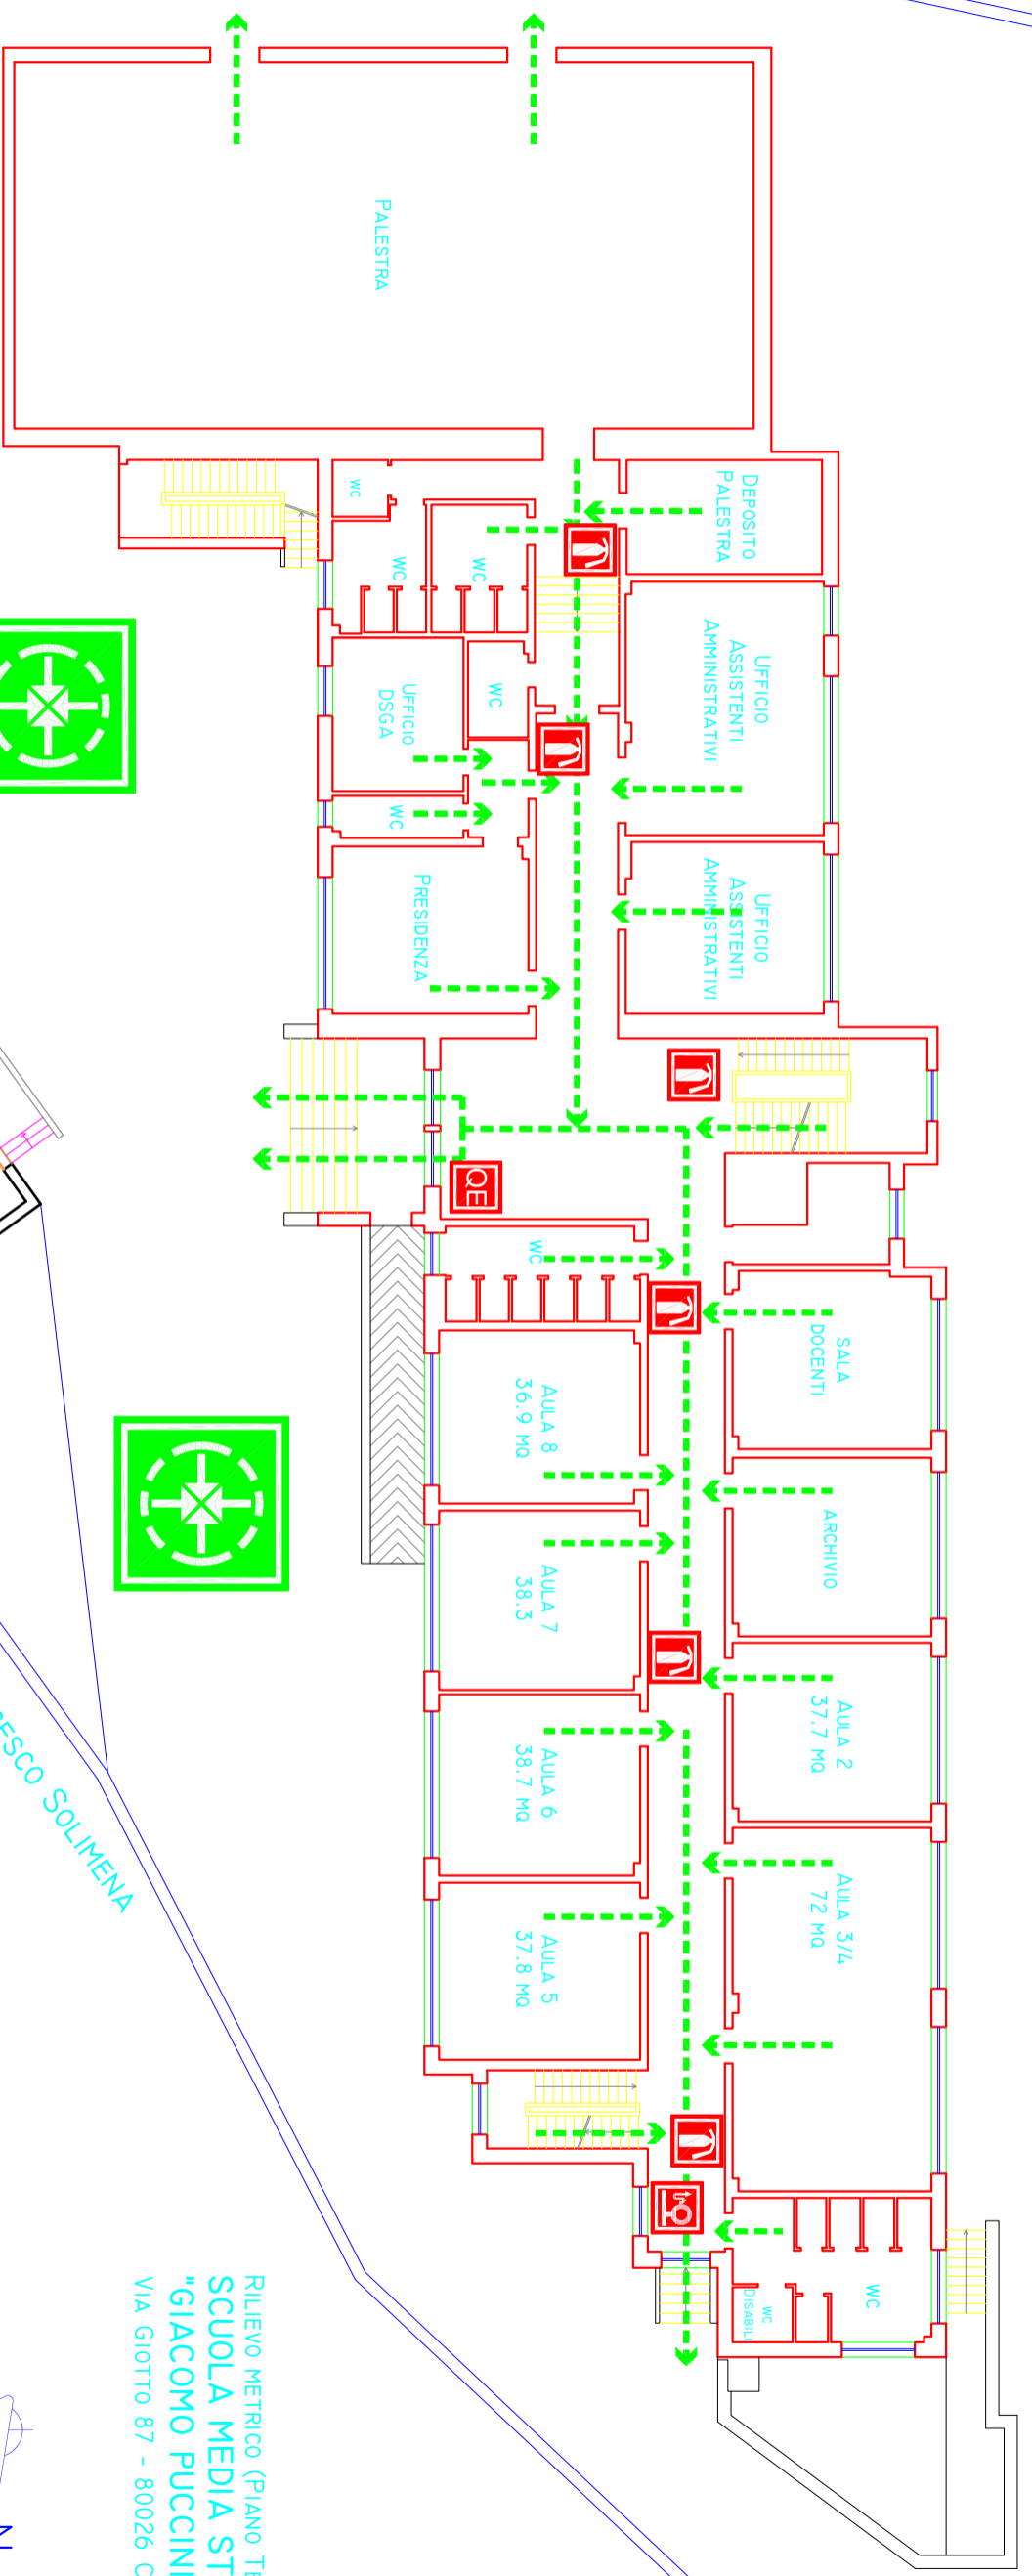 PALESTRA
DEPOSITO
PALESTRA
UFFICIO
ASSISTENTI
AMMINISTRATIVI
UFFICIO
ASSISTENTI
AMMINISTRATIVI
WC
WC
WC
WC
UFFICIO
DSGA
WC
PRESIDENZA
QE
WC
SALA
DOCENTI
ARCHIVIO
AULA 2
37.7 MQ
AULA 3/4
72 MQ
AULA 8
36.9 MQ
AULA 7
38.3
AULA 6
38.7 MQ
AULA 5
37.8 MQ
WC
WC
DISABILI
ESCO SOLIMENA
RILIEVO METRICO (PIANO TE
SCUOLA MEDIA ST
"GIACOMO PUCCINI
VIA GIOTTO 87 - 80026 C
N